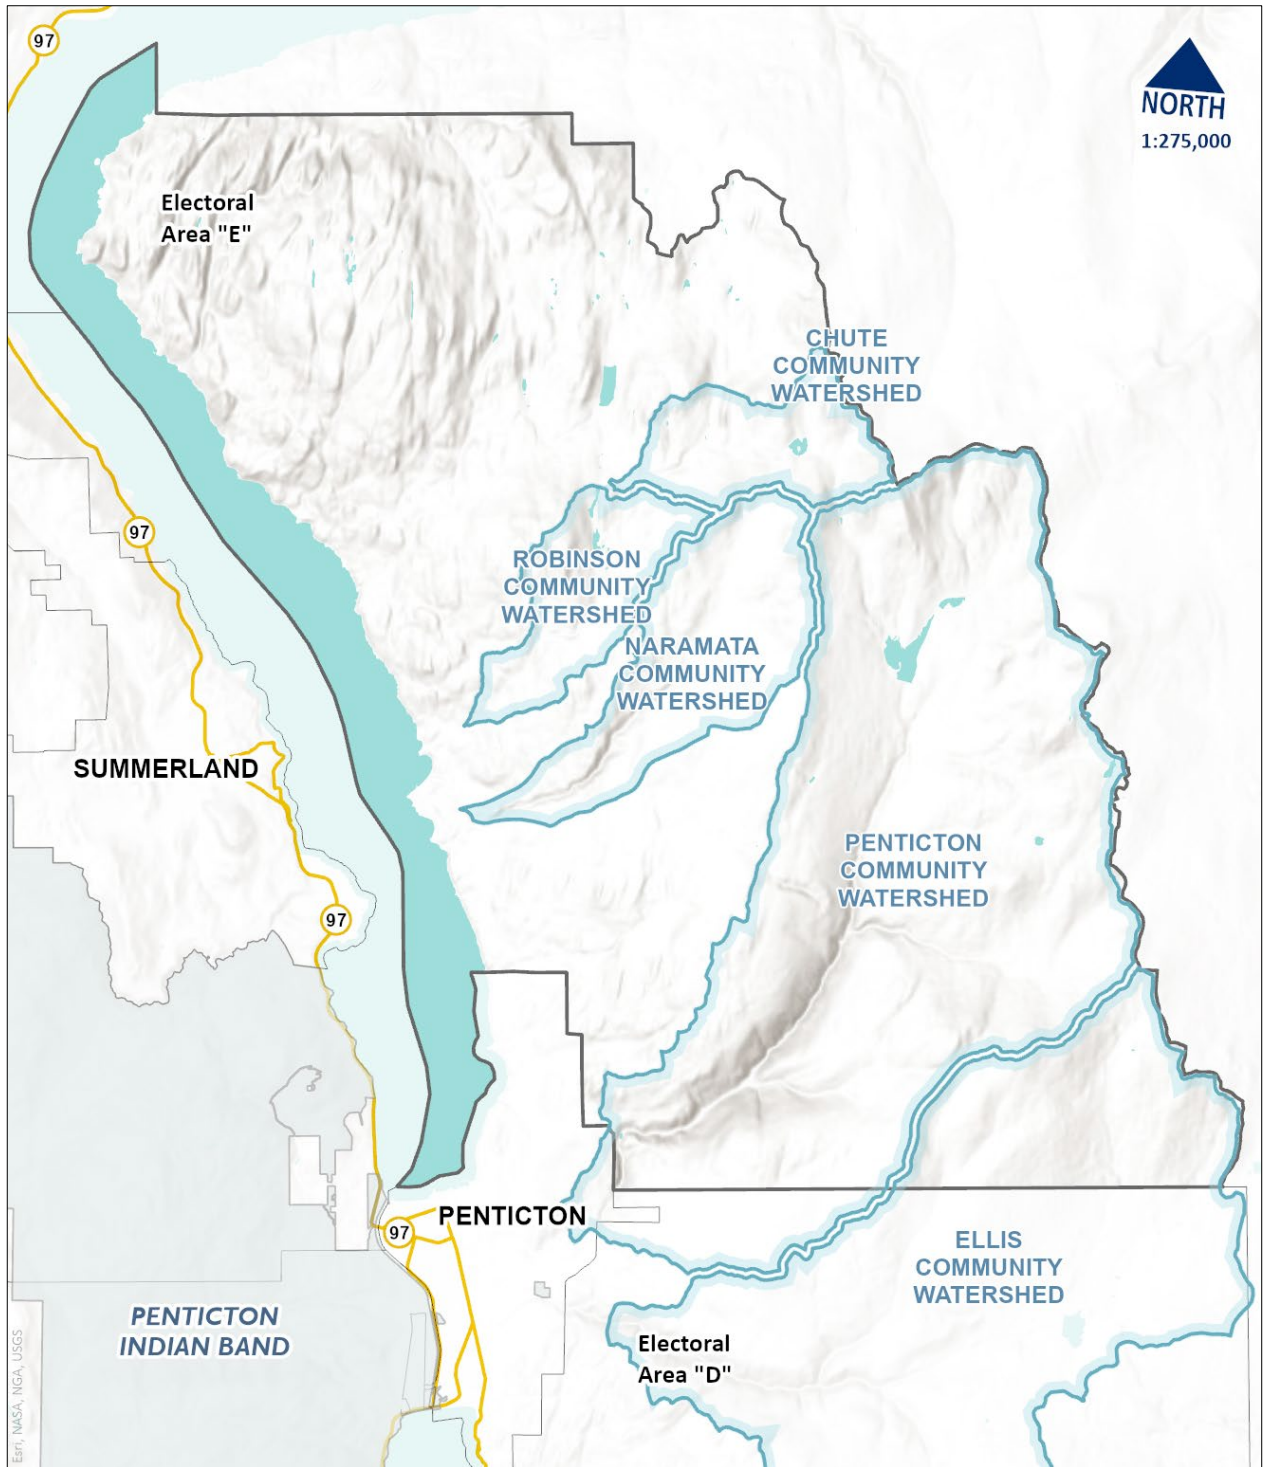 97
NORTH
1:275,000
Electoral
Area "E"
CHUTE
COMMUNITY
WATERSHED
97
ROBINSON
COMMUNITY
WATERSHED
NARAMATA
COMMUNITY
WATERSHED
SUMMERLAND
PENTICTON
COMMUNITY
WATERSHED
97
PENTICTON
97
ELLIS
COMMUNITY
WATERSHED
PENTICTON
INDIAN BAND
Electoral
Area "D"
Esri, NASA, NGA, USGS